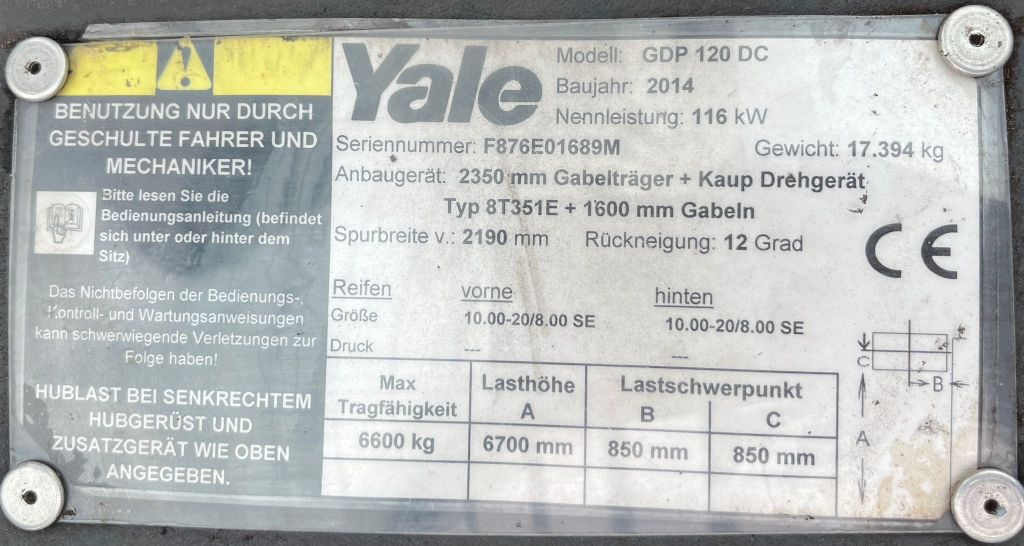 BENUTZUNG NUR DURCH
GESCHULTE FAHRER UND
MECHANIKER!
Bitte lesen Sie die
Bedienungsanleitung (befindet
sich unter oder hinter dem
Sitz)
Das Nichtbefolgen der Bedienungs-,
Kontroll- und Wartungsanweisungen
kann schwerwiegende Verletzungen zur
Folge haben!
HUBLAST BEI SENKRECHTEM
HUBGERÜST UND
ZUSATZGERÄT WIE OBEN
ANGEGEBEN.
Yale
Modell: GDP 120 DC
Baujahr: 2014
Nennleistung: 116 kW
Seriennummer: F876E01689M Gewicht: 17.394 kg
Anbaugerät: 2350 mm Gabelträger + Kaup Drehgerät
Typ 8T351E + 1600 mm Gabeln
Spurbreite v.: 2190 mm Rückneigung: 12 Grad
CE
Reifen vorne hinten
Größe 10.00-20/8.00 SE 10.00-20/8.00 SE
Druck --- ---
Max Lasthöhe Lastschwerpunkt
Tragfähigkeit A B C
6600 kg 6700 mm 850 mm 850 mm
C
B
A